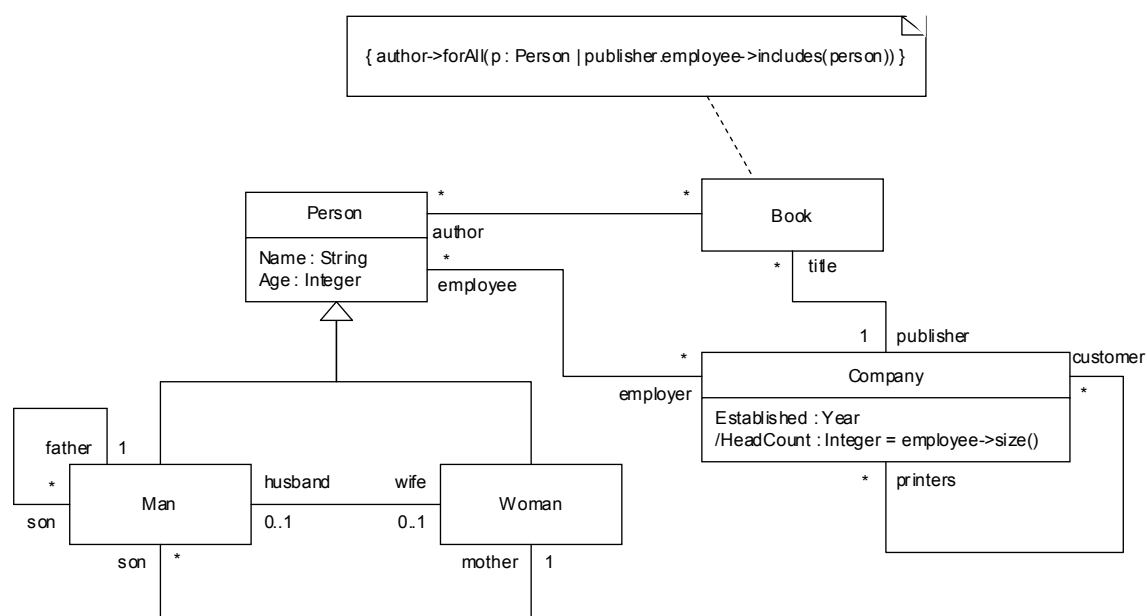 { author->forAll(p : Person | publisher.employee->includes(person)) }
Person
Name : String
Age : Integer
*
author
*
employee
*
Book
*
title
1
publisher
*
employer
Company
Established : Year
/HeadCount : Integer = employee->size()
customer
*
*
printers
father
1
*
son
Man
husband
0..1
wife
0..1
Woman
son
*
mother
1